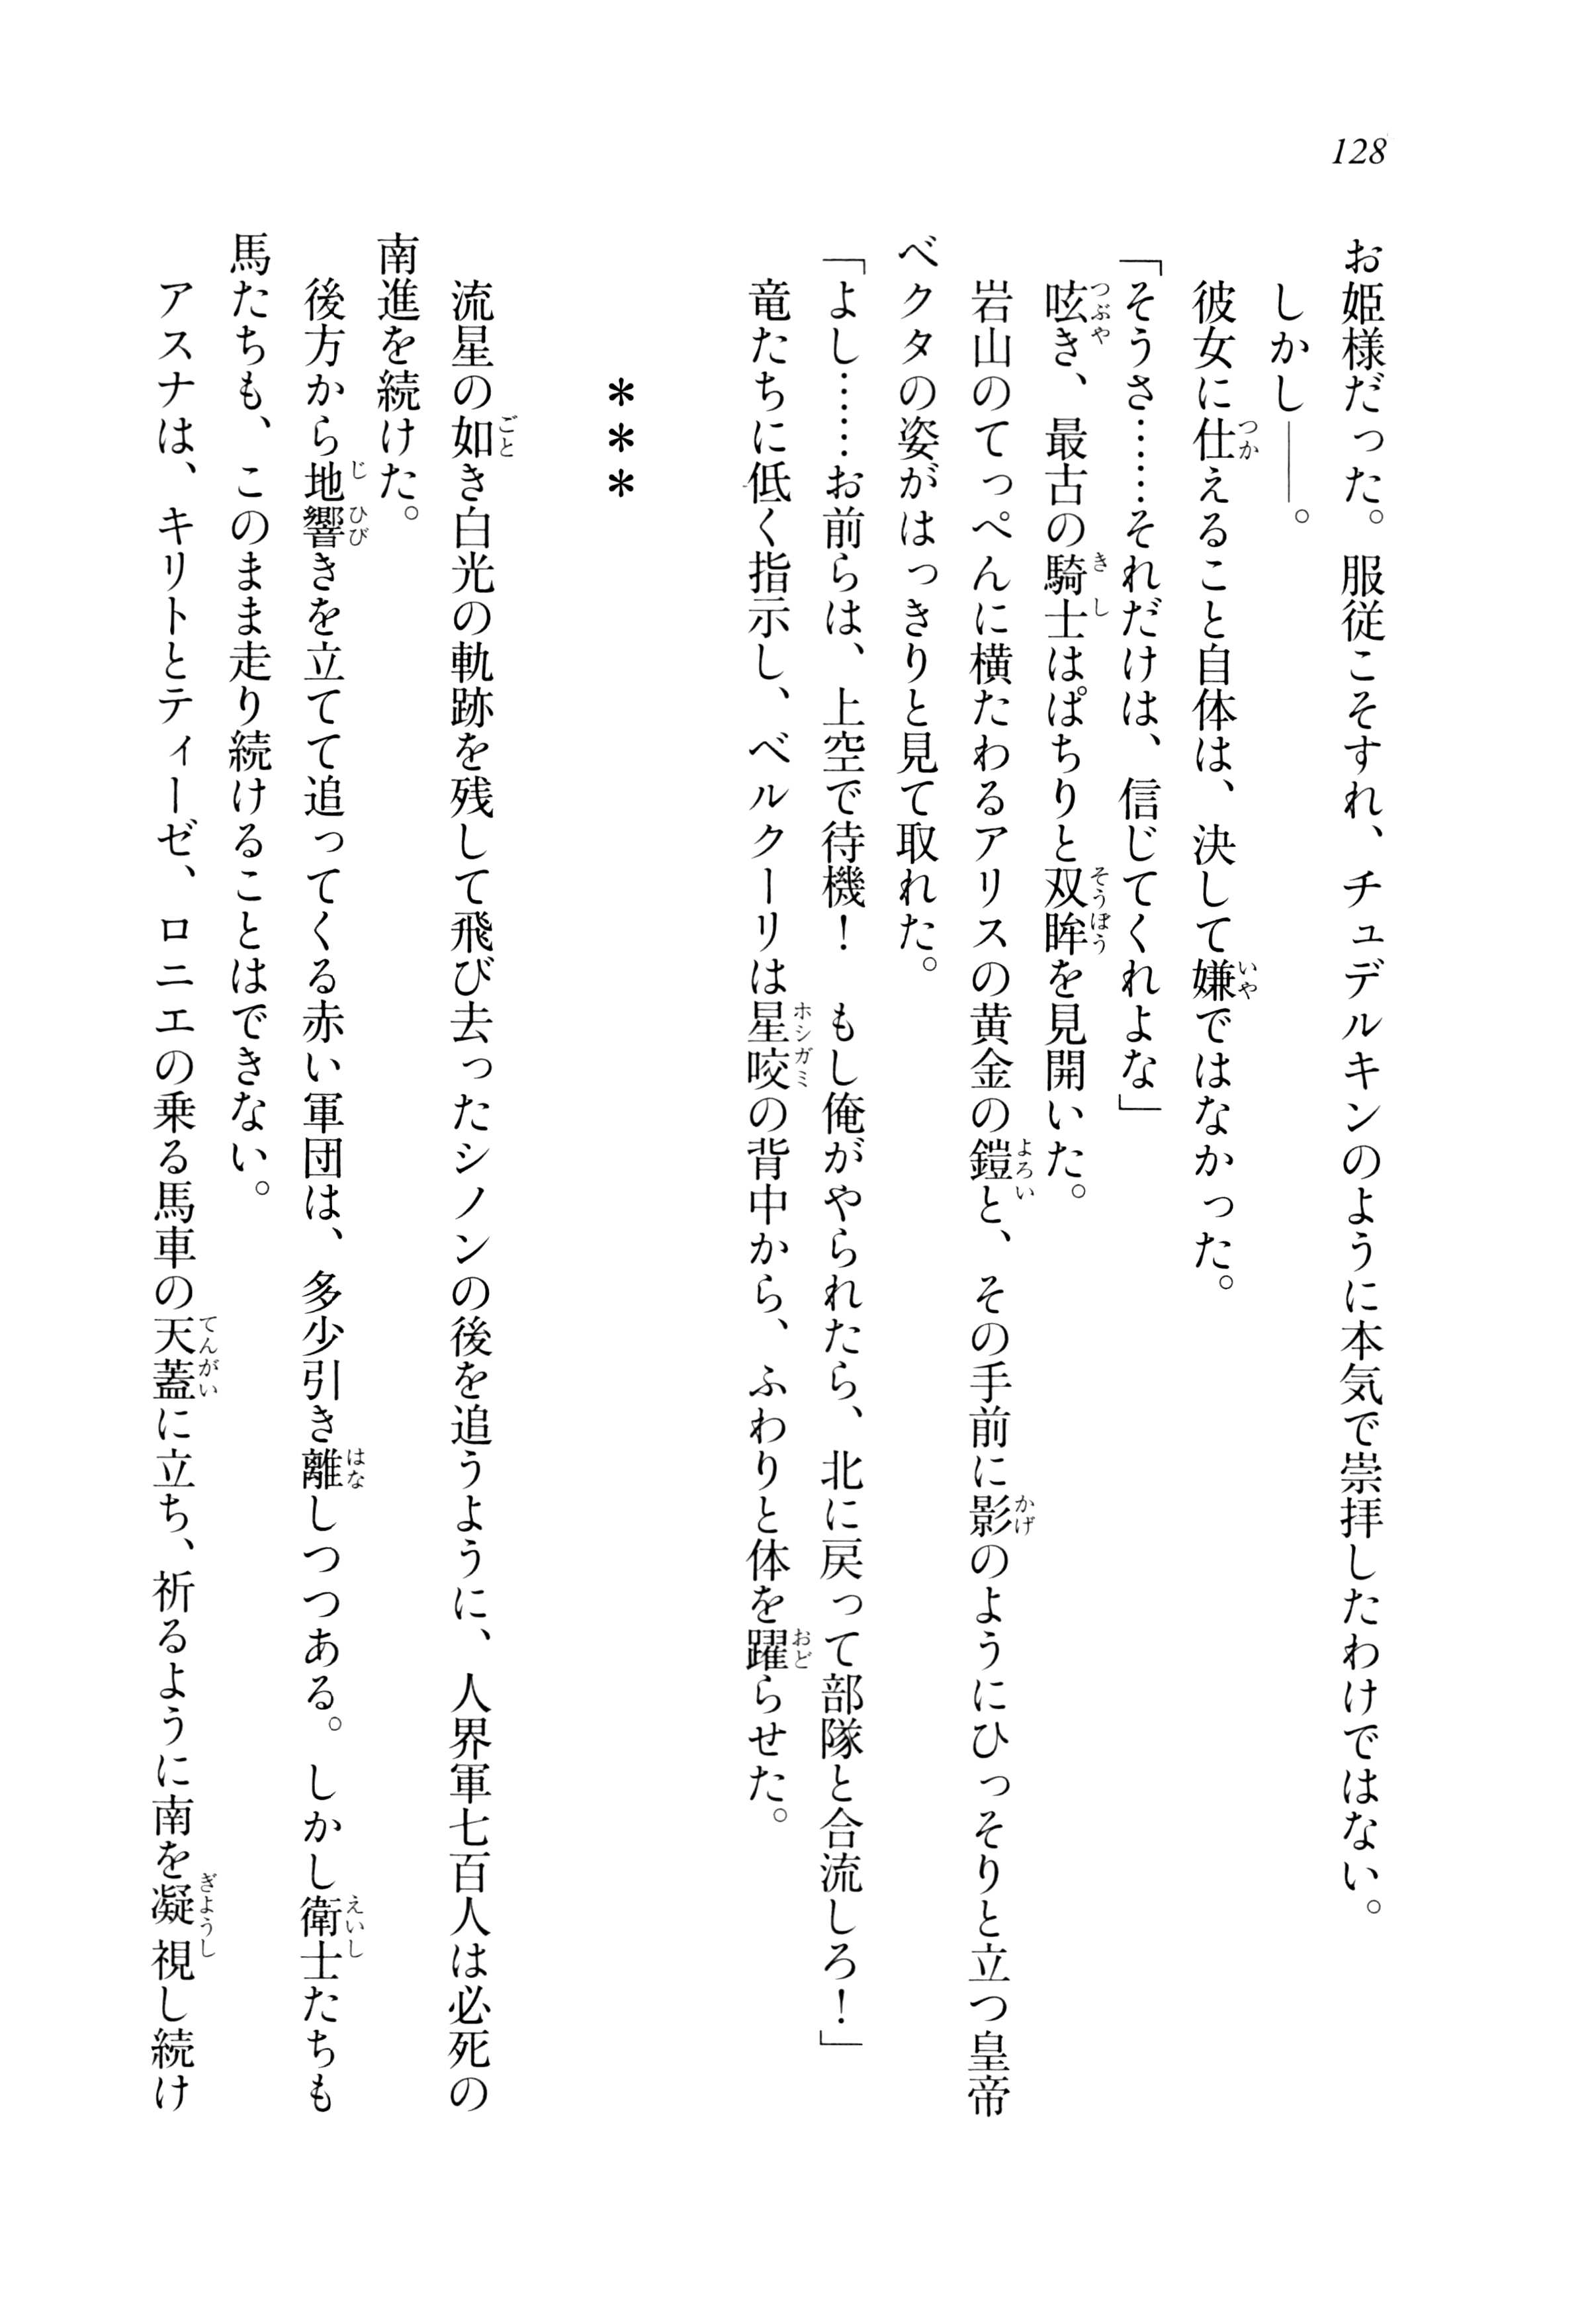 128
お姫様だった。服従こそすれ、チュデルキンのように本気で崇拝したわけではない。
しかし――。
彼女に仕えること自体は、決して嫌ではなかった。
「そうさ……それだけは、信じてくれよな」
呟き、最古の騎士はぱちりと双眸を見開いた。
岩山のてっぺんに横たわるアリスの黄金の鎧と、その手前に影のようにひっそりと立つ皇帝
ベクタの姿がはっきりと見て取れた。
「よし……お前らは、上空で待機！　もし俺がやられたら、北に戻って部隊と合流しろ！」
竜たちに低く指示し、ベルクーリは星咬の背中から、ふわりと体を躍らせた。
＊＊＊
流星の如き白光の軌跡を残して飛び去ったシノンの後を追うように、人界軍七百人は必死の
南進を続けた。
後方から地響きを立てて追ってくる赤い軍団は、多少引き離しつつある。しかし衛士たちも
馬たちも、このまま走り続けることはできない。
アスナは、キリトとティーゼ、ロニエの乗る馬車の天蓋に立ち、祈るように南を凝視し続け